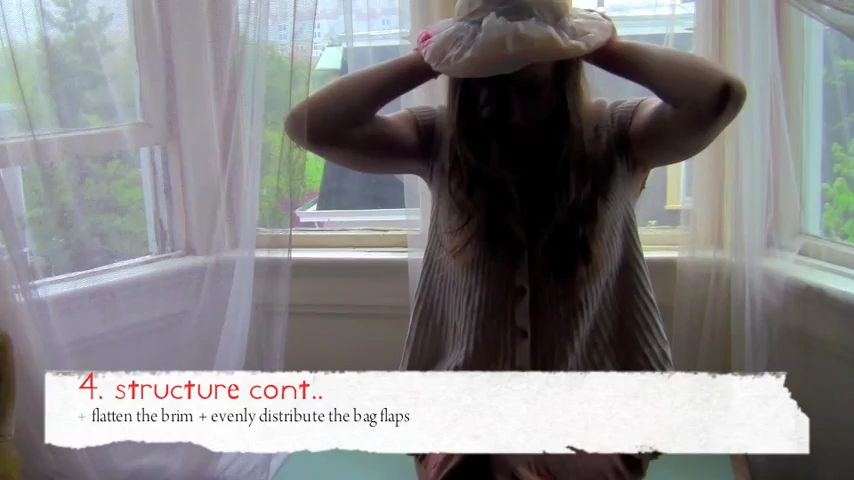 4. structure cont..
+ flatten the brim + evenly distribute the bag flaps